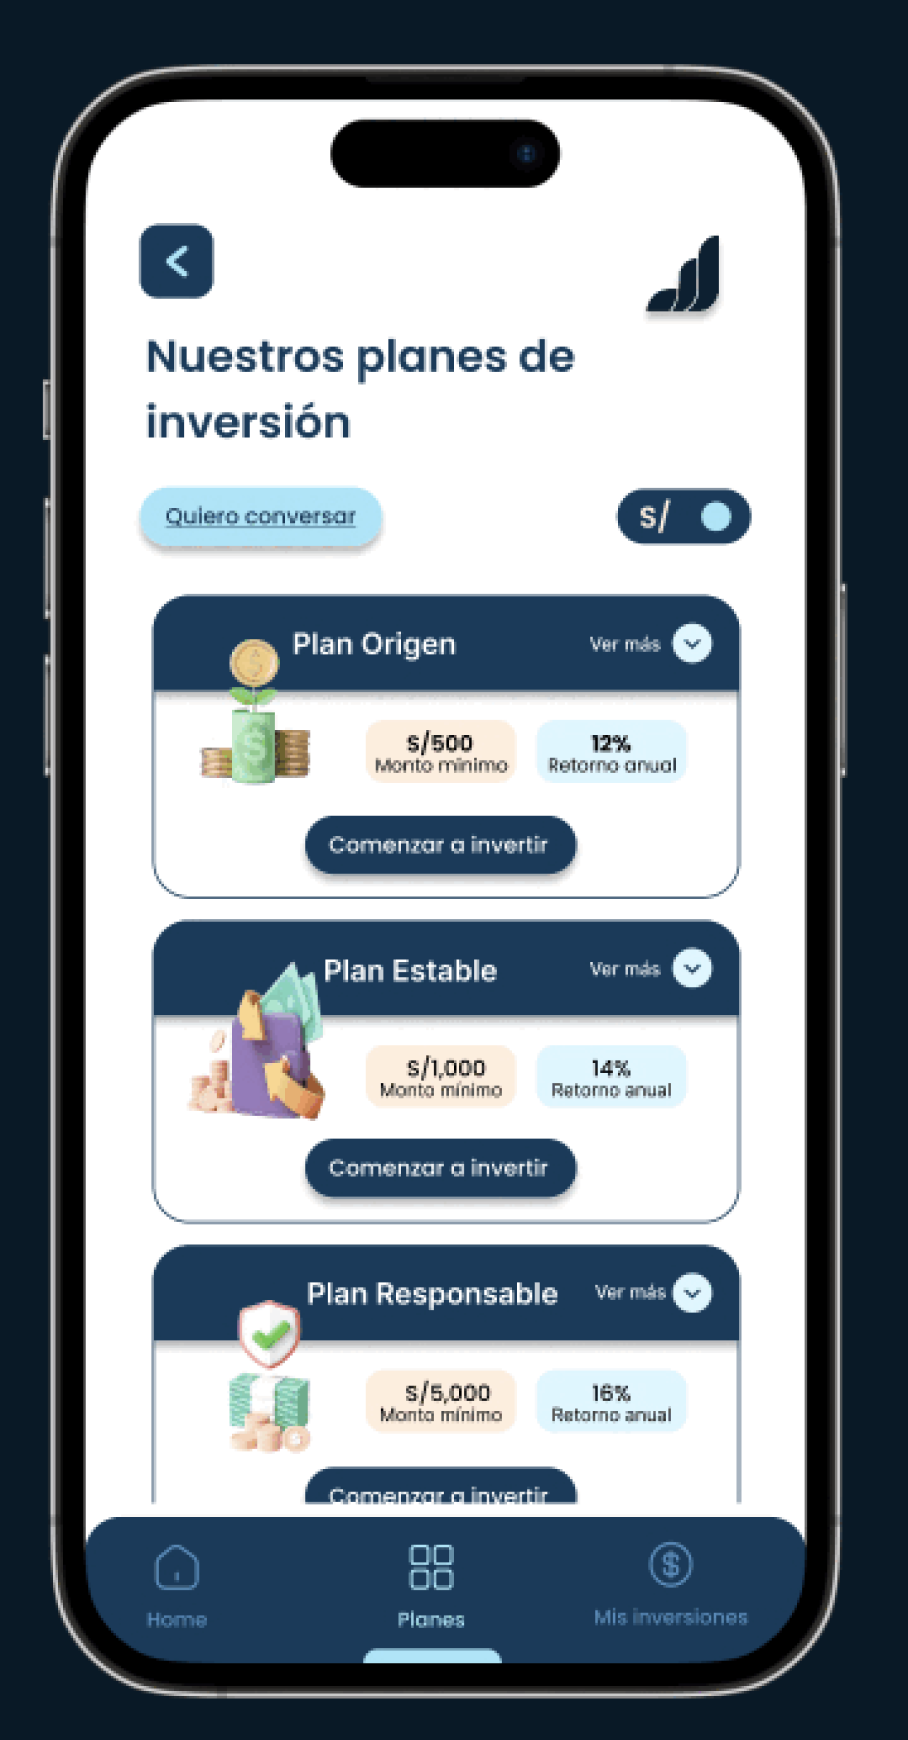 Nuestros planes de
inversión
Quiero conversar
S/
Plan Origen
Ver más
S/500
Monto mínimo
12%
Retorno anual
Comenzar a invertir
Plan Estable
Ver más
S/1,000
Monto mínimo
14%
Retorno anual
Comenzar a invertir
Plan Responsable
Ver más
S/5,000
Monto mínimo
16%
Retorno anual
Comenzar a invertir
Home
Planes
Mis inversiones